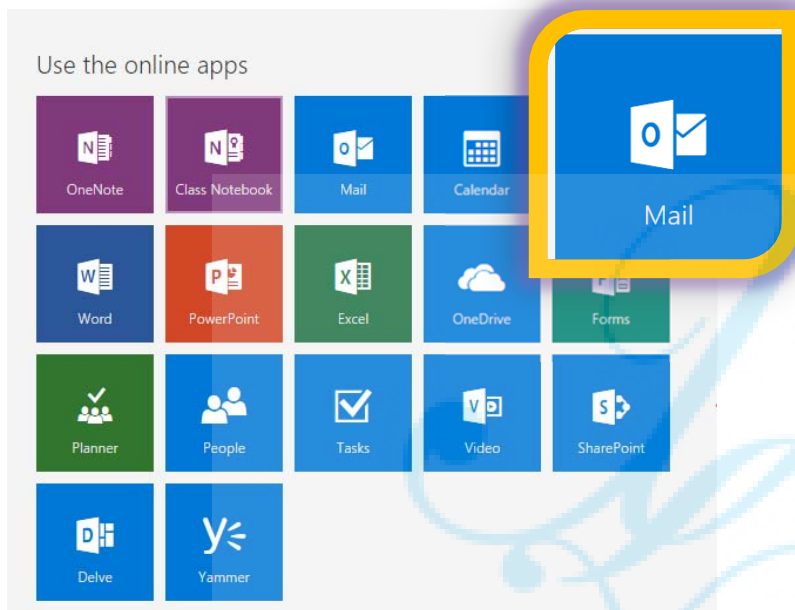 Use the online apps
OneNote
Class Notebook
Mail
Calendar
Mail
Word
PowerPoint
Excel
OneDrive
Forms
Planner
People
Tasks
Video
SharePoint
Delve
Yammer